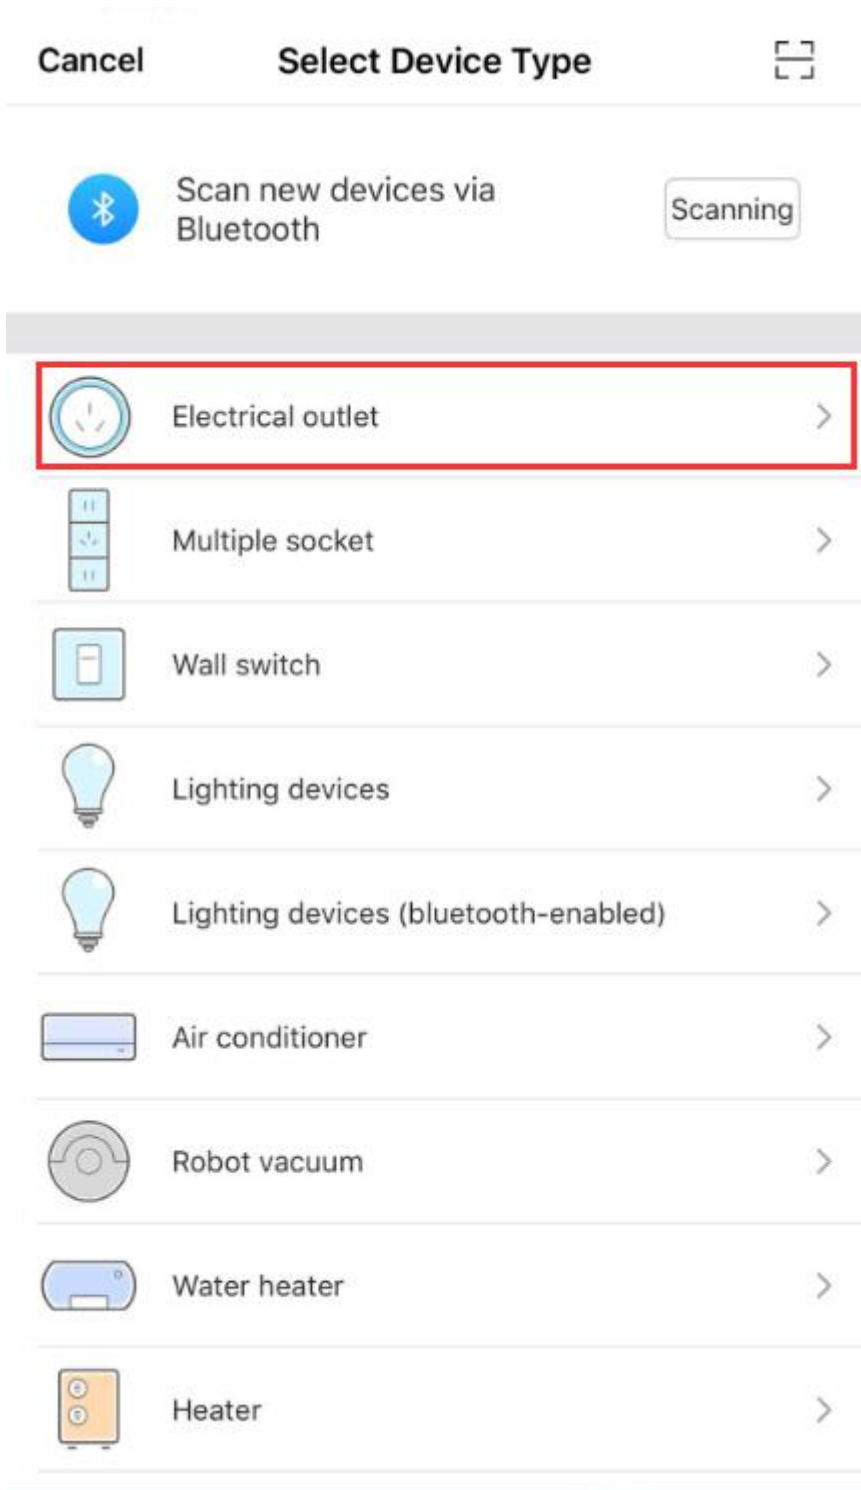 Cancel
Select Device Type
Scan new devices via
Bluetooth
Scanning
Electrical outlet
Multiple socket
Wall switch
Lighting devices
Lighting devices (bluetooth-enabled)
Air conditioner
Robot vacuum
Water heater
Heater